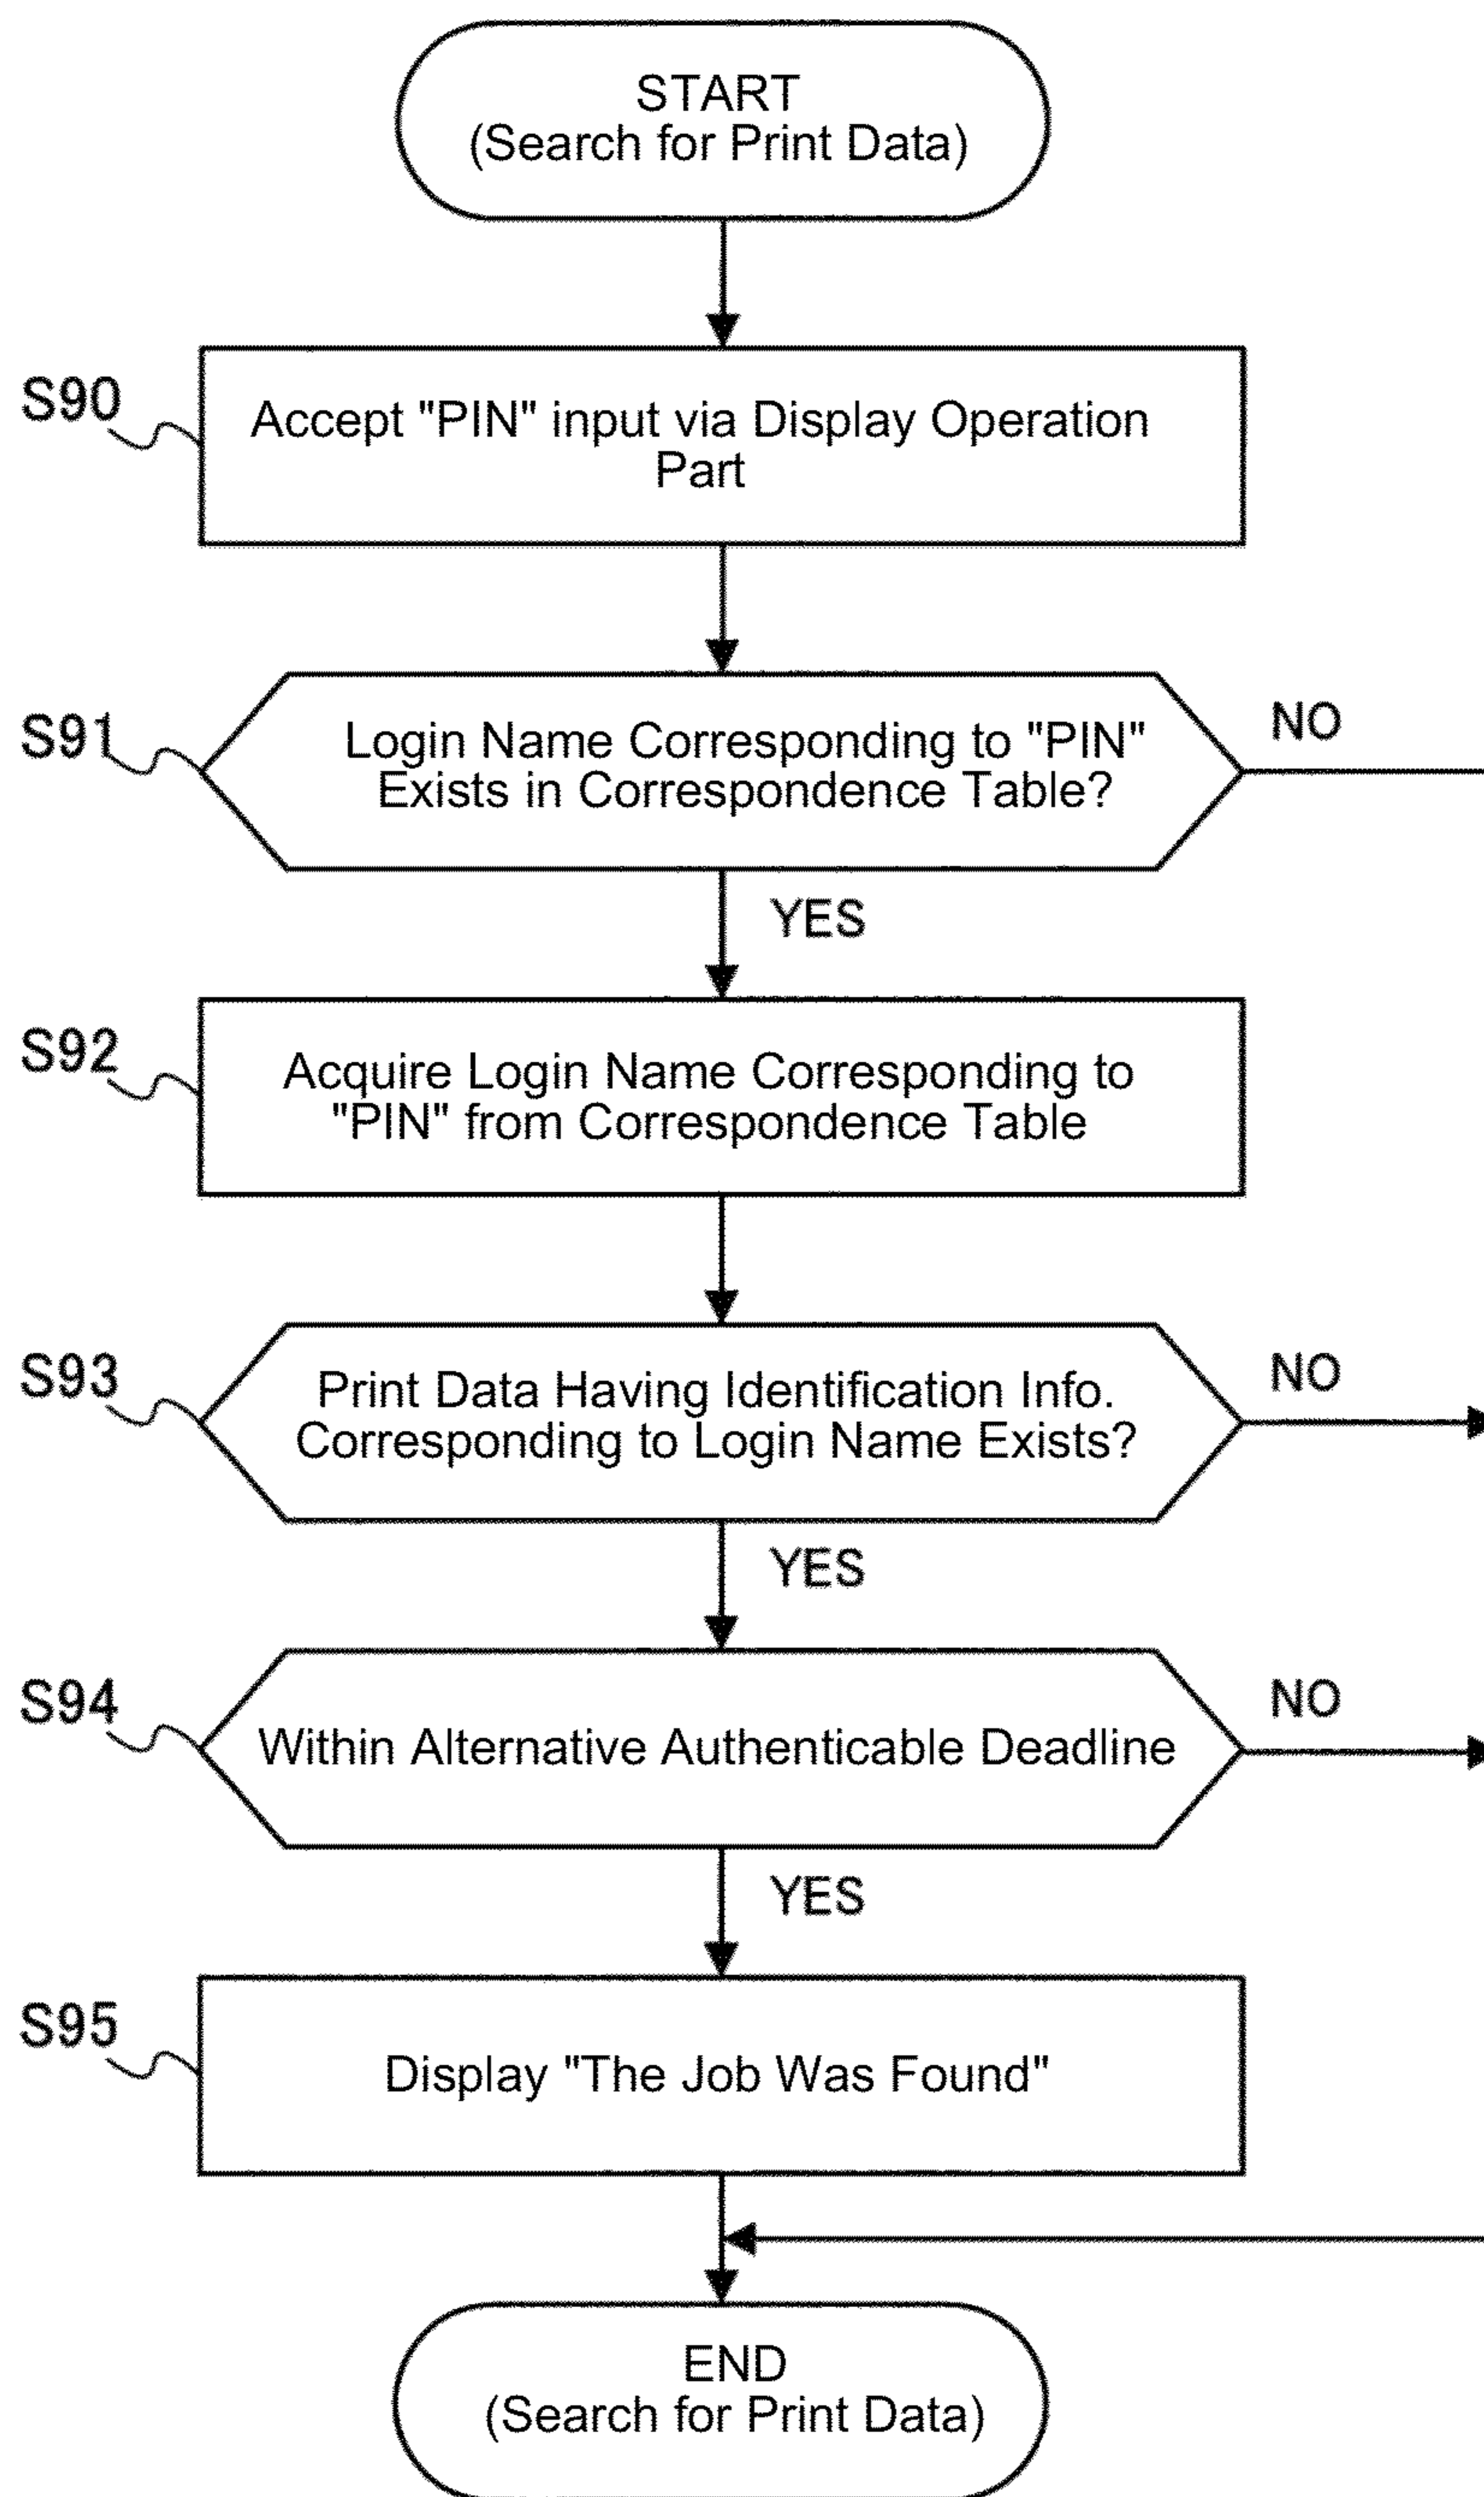 START
(Search for Print Data)
S90
Accept "PIN" input via Display Operation
Part
S91
Login Name Corresponding to "PIN"
Exists in Correspondence Table?
NO
YES
S92
Acquire Login Name Corresponding to
"PIN" from Correspondence Table
S93
Print Data Having Identification Info.
Corresponding to Login Name Exists?
NO
YES
S94
Within Alternative Authenticable Deadline
NO
YES
S95
Display "The Job Was Found"
END
(Search for Print Data)